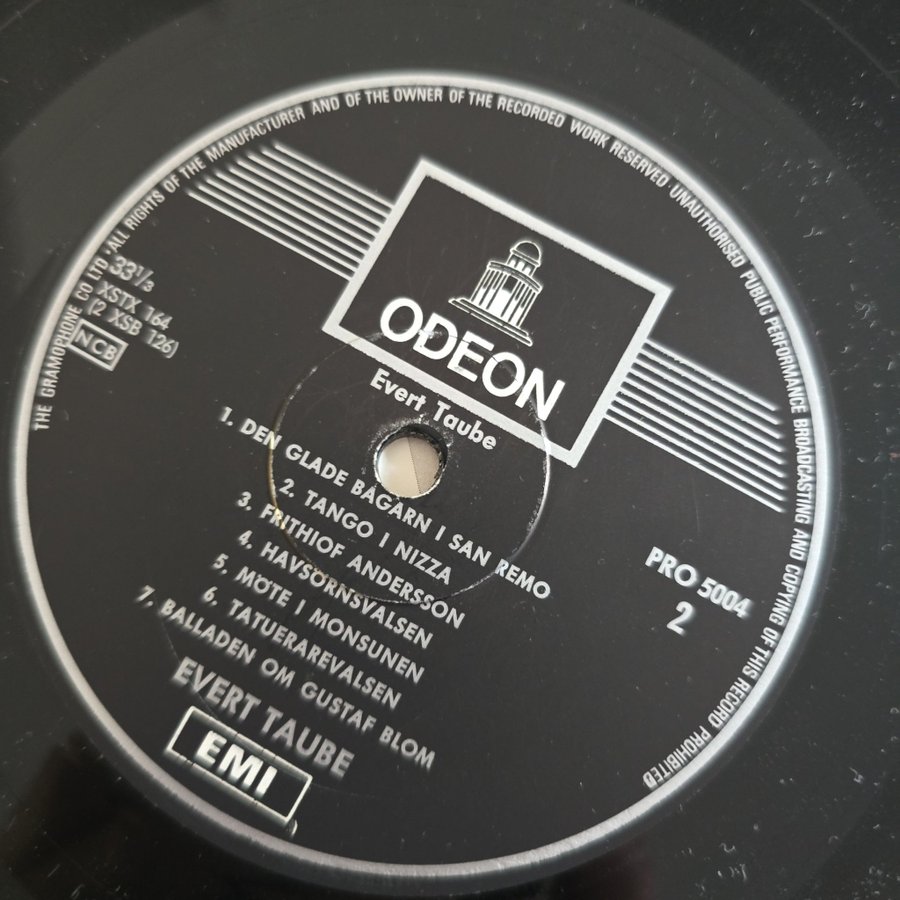 THE GRAMOPHONE CO LTD · ALL RIGHTS OF THE MANUFACTURER AND OF THE OWNER OF THE RECORDED WORK RESERVED · UNAUTHORISED PUBLIC PERFORMANCE BROADCASTING AND COPYING OF THIS RECORD PROHIBITED
ODEON
33⅓
XSTX 164
(2 XSB 126)
NCB
Evert Taube
1. DEN GLADE BAGARN I SAN REMO
2. TANGO I NIZZA
3. FRITHIOF ANDERSSON
4. HAVSÖRNSVALSEN
5. MÖTE I MONSUNEN
6. TATUERAREVALSEN
7. BALLADEN OM GUSTAF BLOM
PRO 5004
2
EVERT TAUBE
EMI